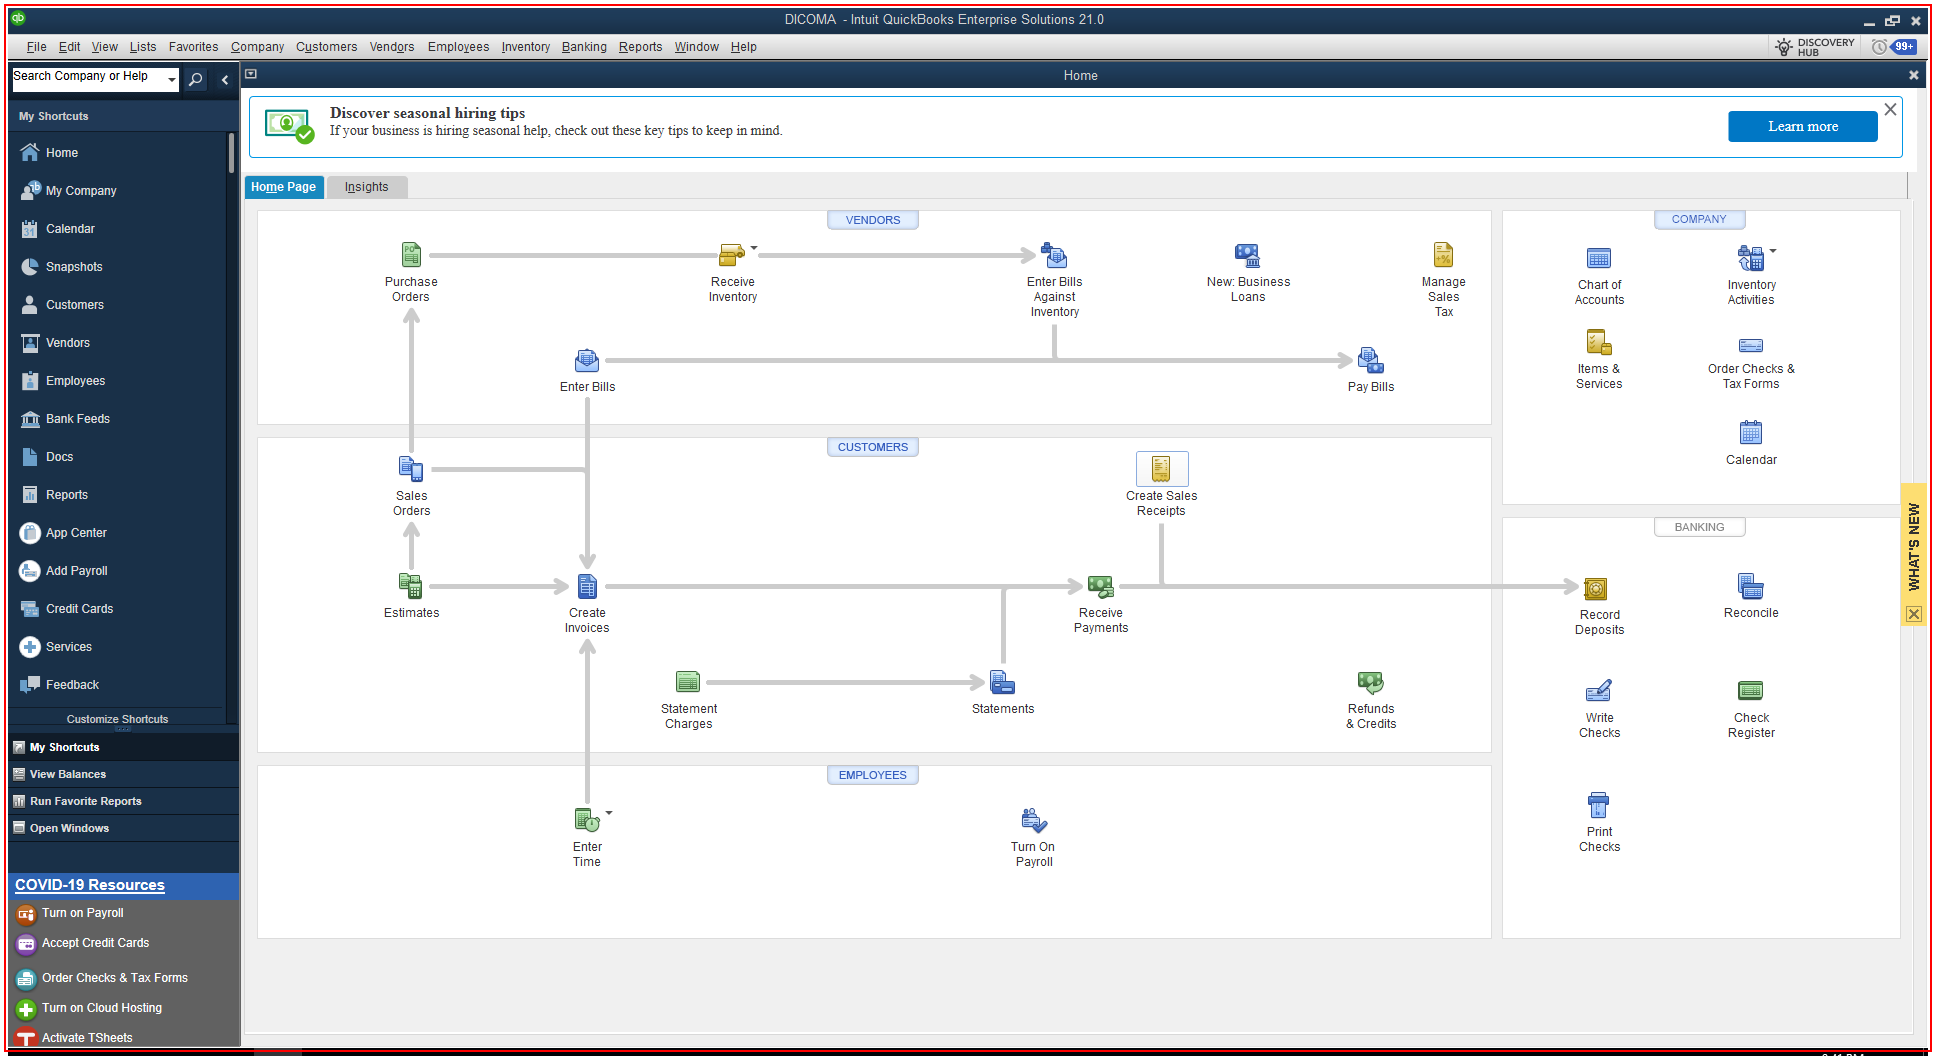 qb
DICOMA - Intuit QuickBooks Enterprise Solutions 21.0
File Edit View Lists Favorites Company Customers Vendors Employees Inventory Banking Reports Window Help
DISCOVERY
HUB
99+
Search Company or Help
Home
My Shortcuts
Home
My Company
Calendar
Snapshots
Customers
Vendors
Employees
Bank Feeds
Docs
Reports
App Center
Add Payroll
Credit Cards
Services
Feedback
Customize Shortcuts
My Shortcuts
View Balances
Run Favorite Reports
Open Windows
COVID-19 Resources
Turn on Payroll
Accept Credit Cards
Order Checks & Tax Forms
Turn on Cloud Hosting
Activate TSheets
Discover seasonal hiring tips
If your business is hiring seasonal help, check out these key tips to keep in mind.
Learn more
Home Page
Insights
VENDORS
Purchase
Orders
Receive
Inventory
Enter Bills
Against
Inventory
New: Business
Loans
Manage
Sales
Tax
Enter Bills
Pay Bills
CUSTOMERS
Sales
Orders
Create Sales
Receipts
Estimates
Create
Invoices
Receive
Payments
Statement
Charges
Statements
Refunds
& Credits
EMPLOYEES
Enter
Time
Turn On
Payroll
COMPANY
Chart of
Accounts
Inventory
Activities
Items &
Services
Order Checks &
Tax Forms
Calendar
BANKING
Record
Deposits
Reconcile
Write
Checks
Check
Register
Print
Checks
WHAT'S NEW